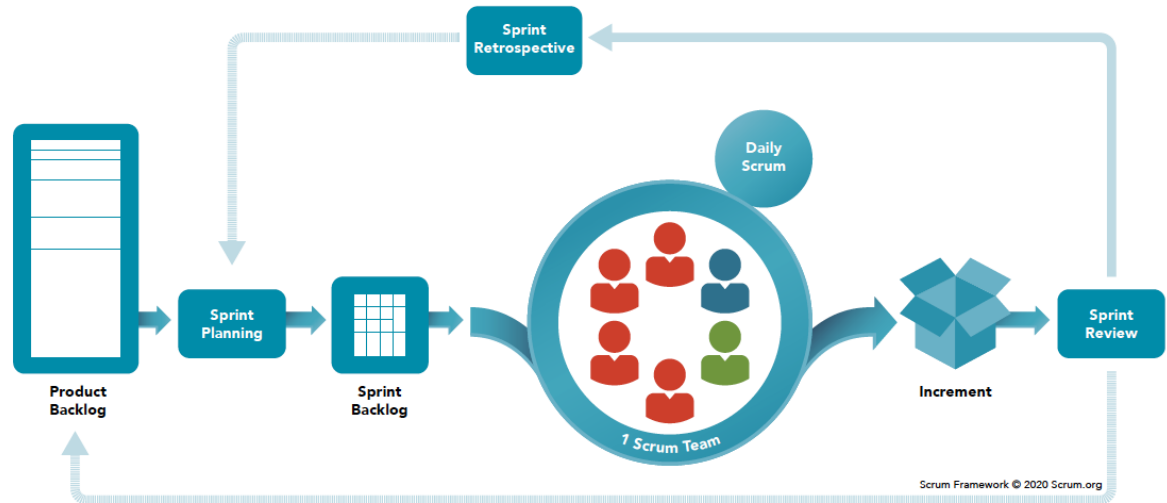 Sprint
Retrospective
Daily
Scrum
Sprint
Planning
Sprint
Review
Product
Backlog
Sprint
Backlog
Increment
1 Scrum Team
Scrum Framework © 2020 Scrum.org